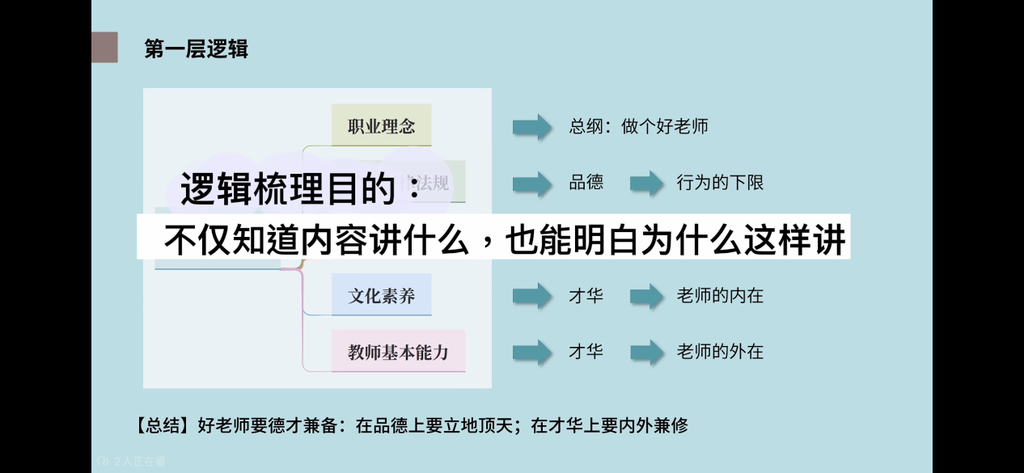 第一层逻辑
职业理念
总纲：做个好老师
法规
品德
行为的下限
逻辑梳理目的：
不仅知道内容讲什么，也能明白为什么这样讲
文化素养
才华
老师的内在
教师基本能力
才华
老师的外在
【总结】好老师要德才兼备：在品德上要立地顶天；在才华上要内外兼修
2人正在看